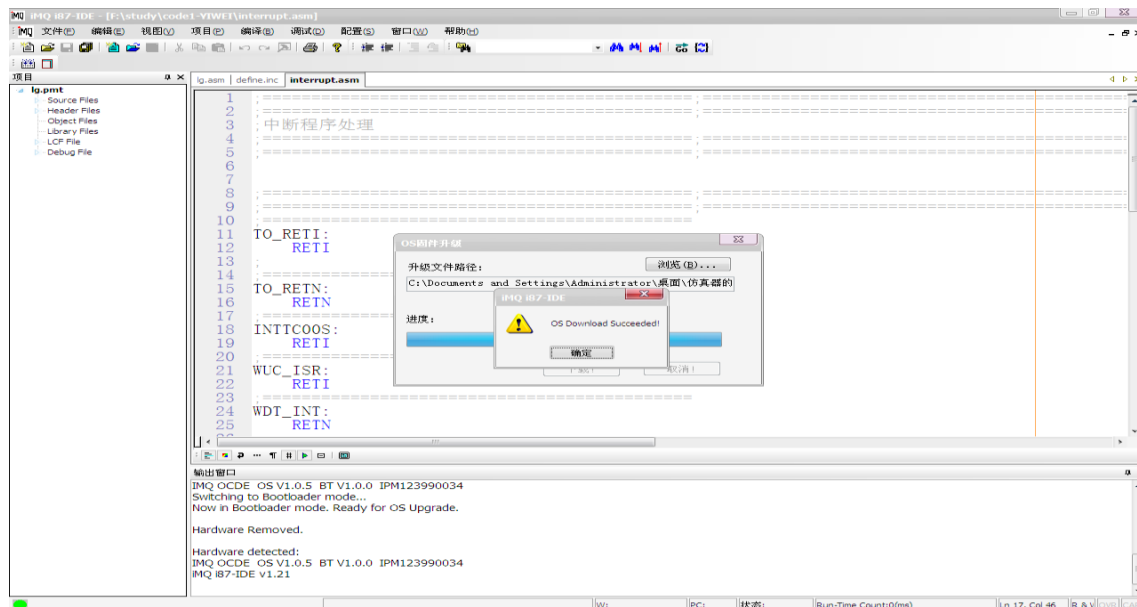 iMQ i87-IDE - [F:\study\code1-YIWEI\interrupt.asm]
文件(F) 编辑(E) 视图(V) 项目(P) 编译(B) 调试(D) 配置(S) 窗口(W) 帮助(H)
项目
lg.asm define.inc interrupt.asm
lg.pmt
Source Files
Header Files
Object Files
Library Files
LCF File
Debug File
1 ;============================================== ;==============================================
2 ;============================================== ;==============================================
3 ;中断程序处理
4 ;============================================== ;==============================================
5 ;============================================== ;==============================================
6
7
8 ;============================================== ;==============================================
9 ;============================================== ;==============================================
10 ;==============================================
11 TO_RETI:
12 RETI
13 ;
14 ;==============================================
15 TO_RETN:
16 RETN
17 ;==============================================
18 INTTC00S:
19 RETI
20 ;==============================================
21 WUC_ISR:
22 RETI
23 ;==============================================
24 WDT_INT:
25 RETN
OS固件升级
升级文件路径:
浏览(B)...
C:\Documents and Settings\Administrator\桌面\仿真器的
进度:
取消!
iMQ i87-IDE
OS Download Succeeded!
确定
输出窗口
IMQ OCDE OS V1.0.5 BT V1.0.0 IPM123990034
Switching to Bootloader mode...
Now in Bootloader mode. Ready for OS Upgrade.
Hardware Removed.
Hardware detected:
IMQ OCDE OS V1.0.5 BT V1.0.0 IPM123990034
iMQ i87-IDE v1.21
W: PC: 状态: Run-Time Count:0(ms) Ln 17, Col 46 R & W OVR